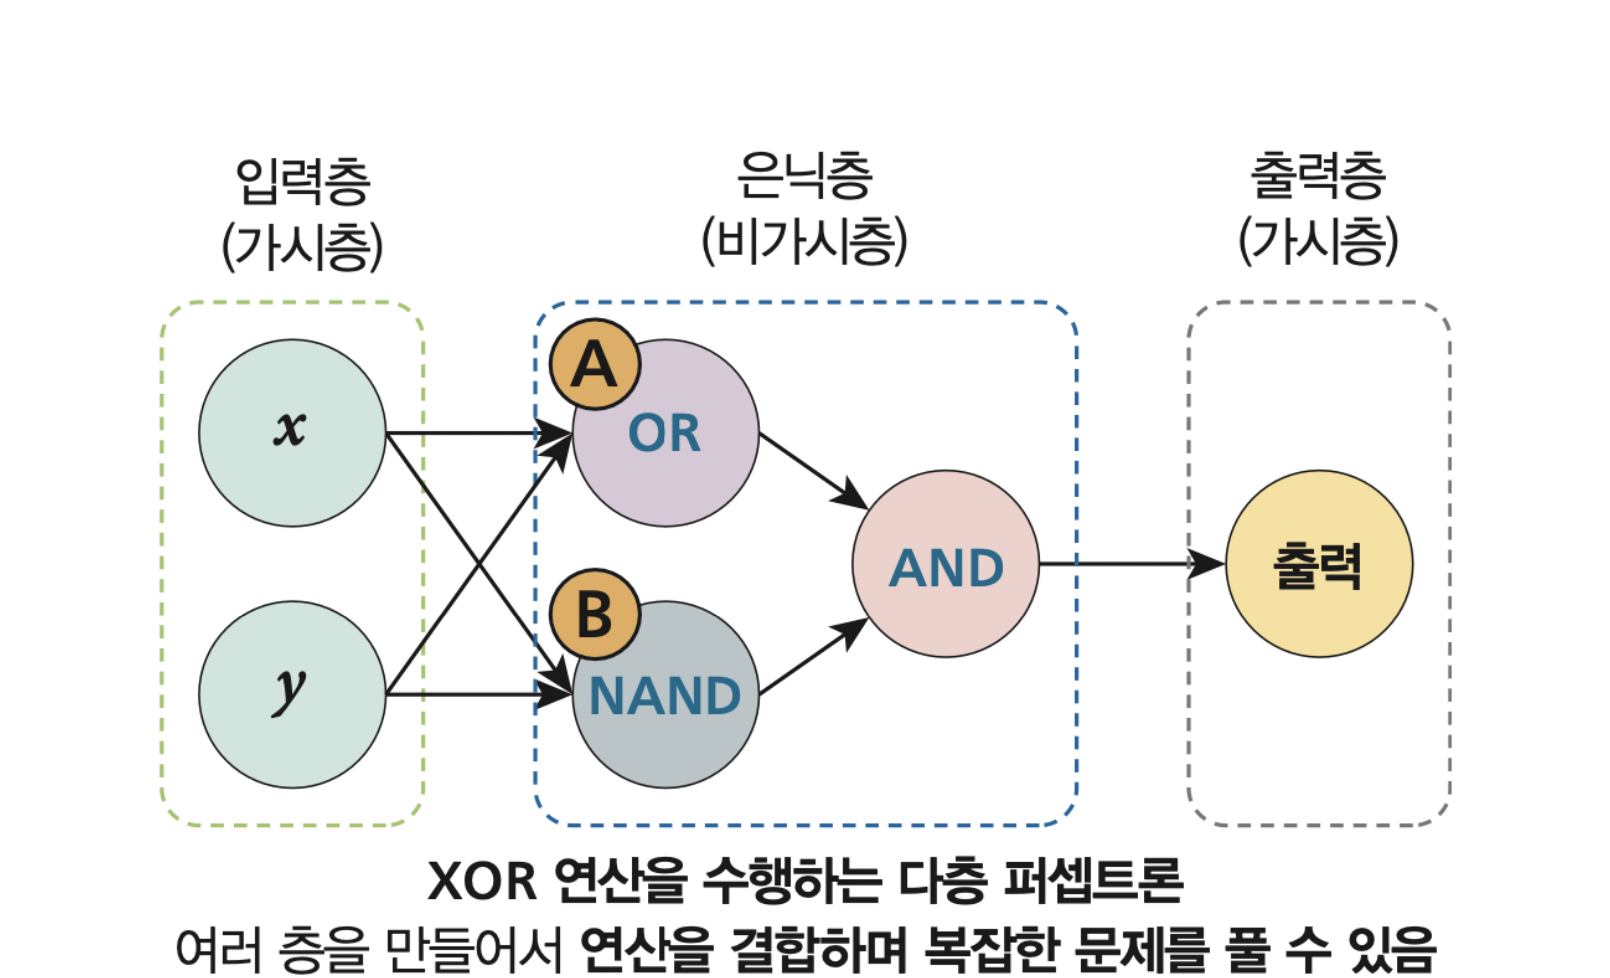 입력층
(가시층)
은닉층
(비가시층)
출력층
(가시층)
x
y
A
OR
B
NAND
AND
출력
XOR 연산을 수행하는 다층 퍼셉트론
여러 층을 만들어서 연산을 결합하며 복잡한 문제를 풀 수 있음